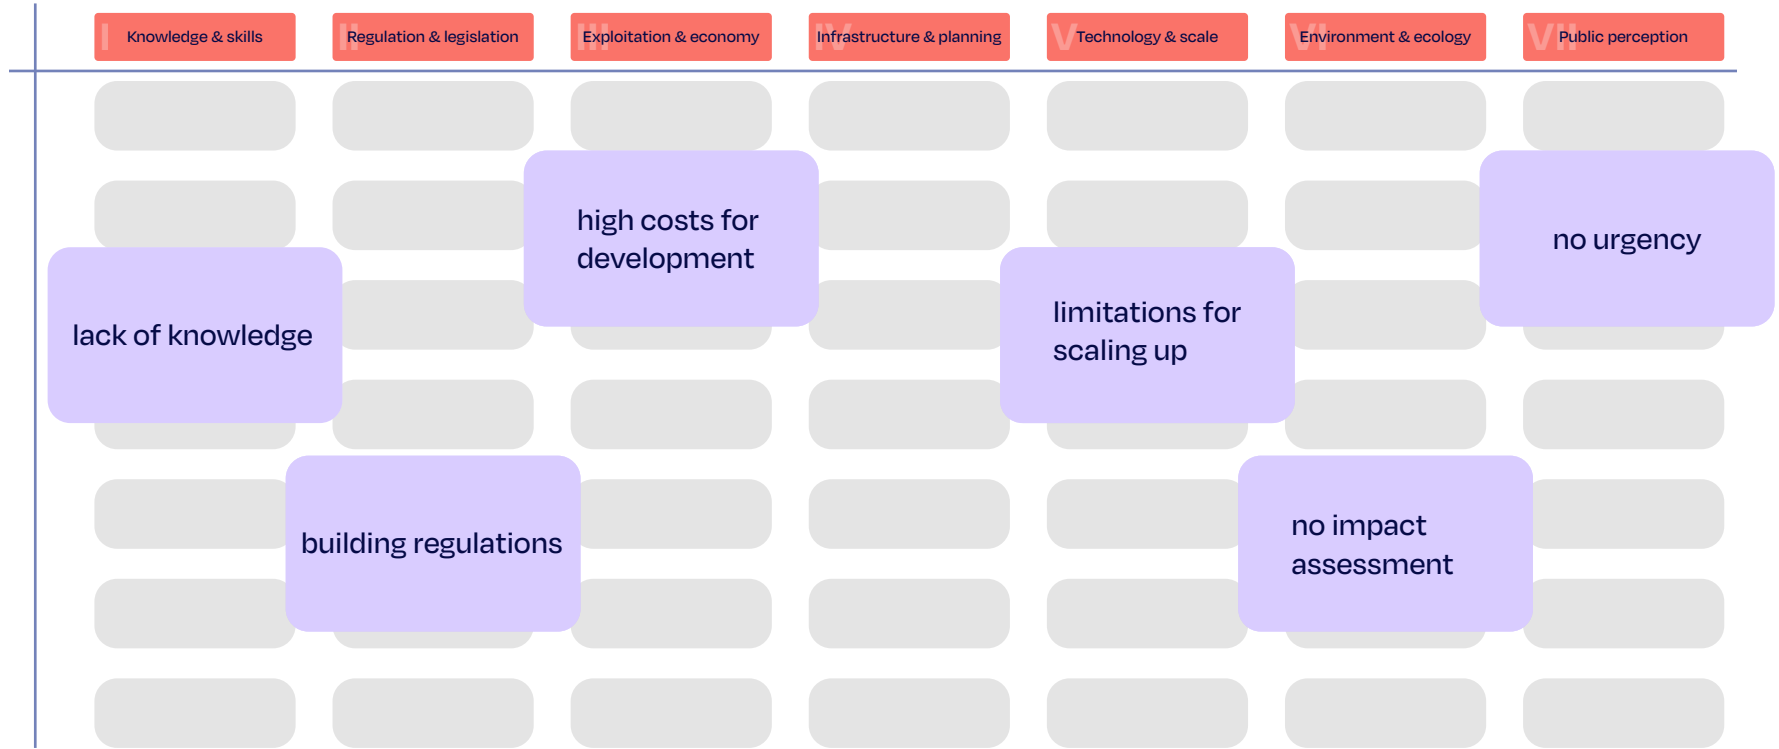 I Knowledge & skills
II Regulation & legislation
III Exploitation & economy
IV Infrastructure & planning
V Technology & scale
VI Environment & ecology
VII Public perception
high costs for
development
no urgency
lack of knowledge
limitations for
scaling up
building regulations
no impact
assessment